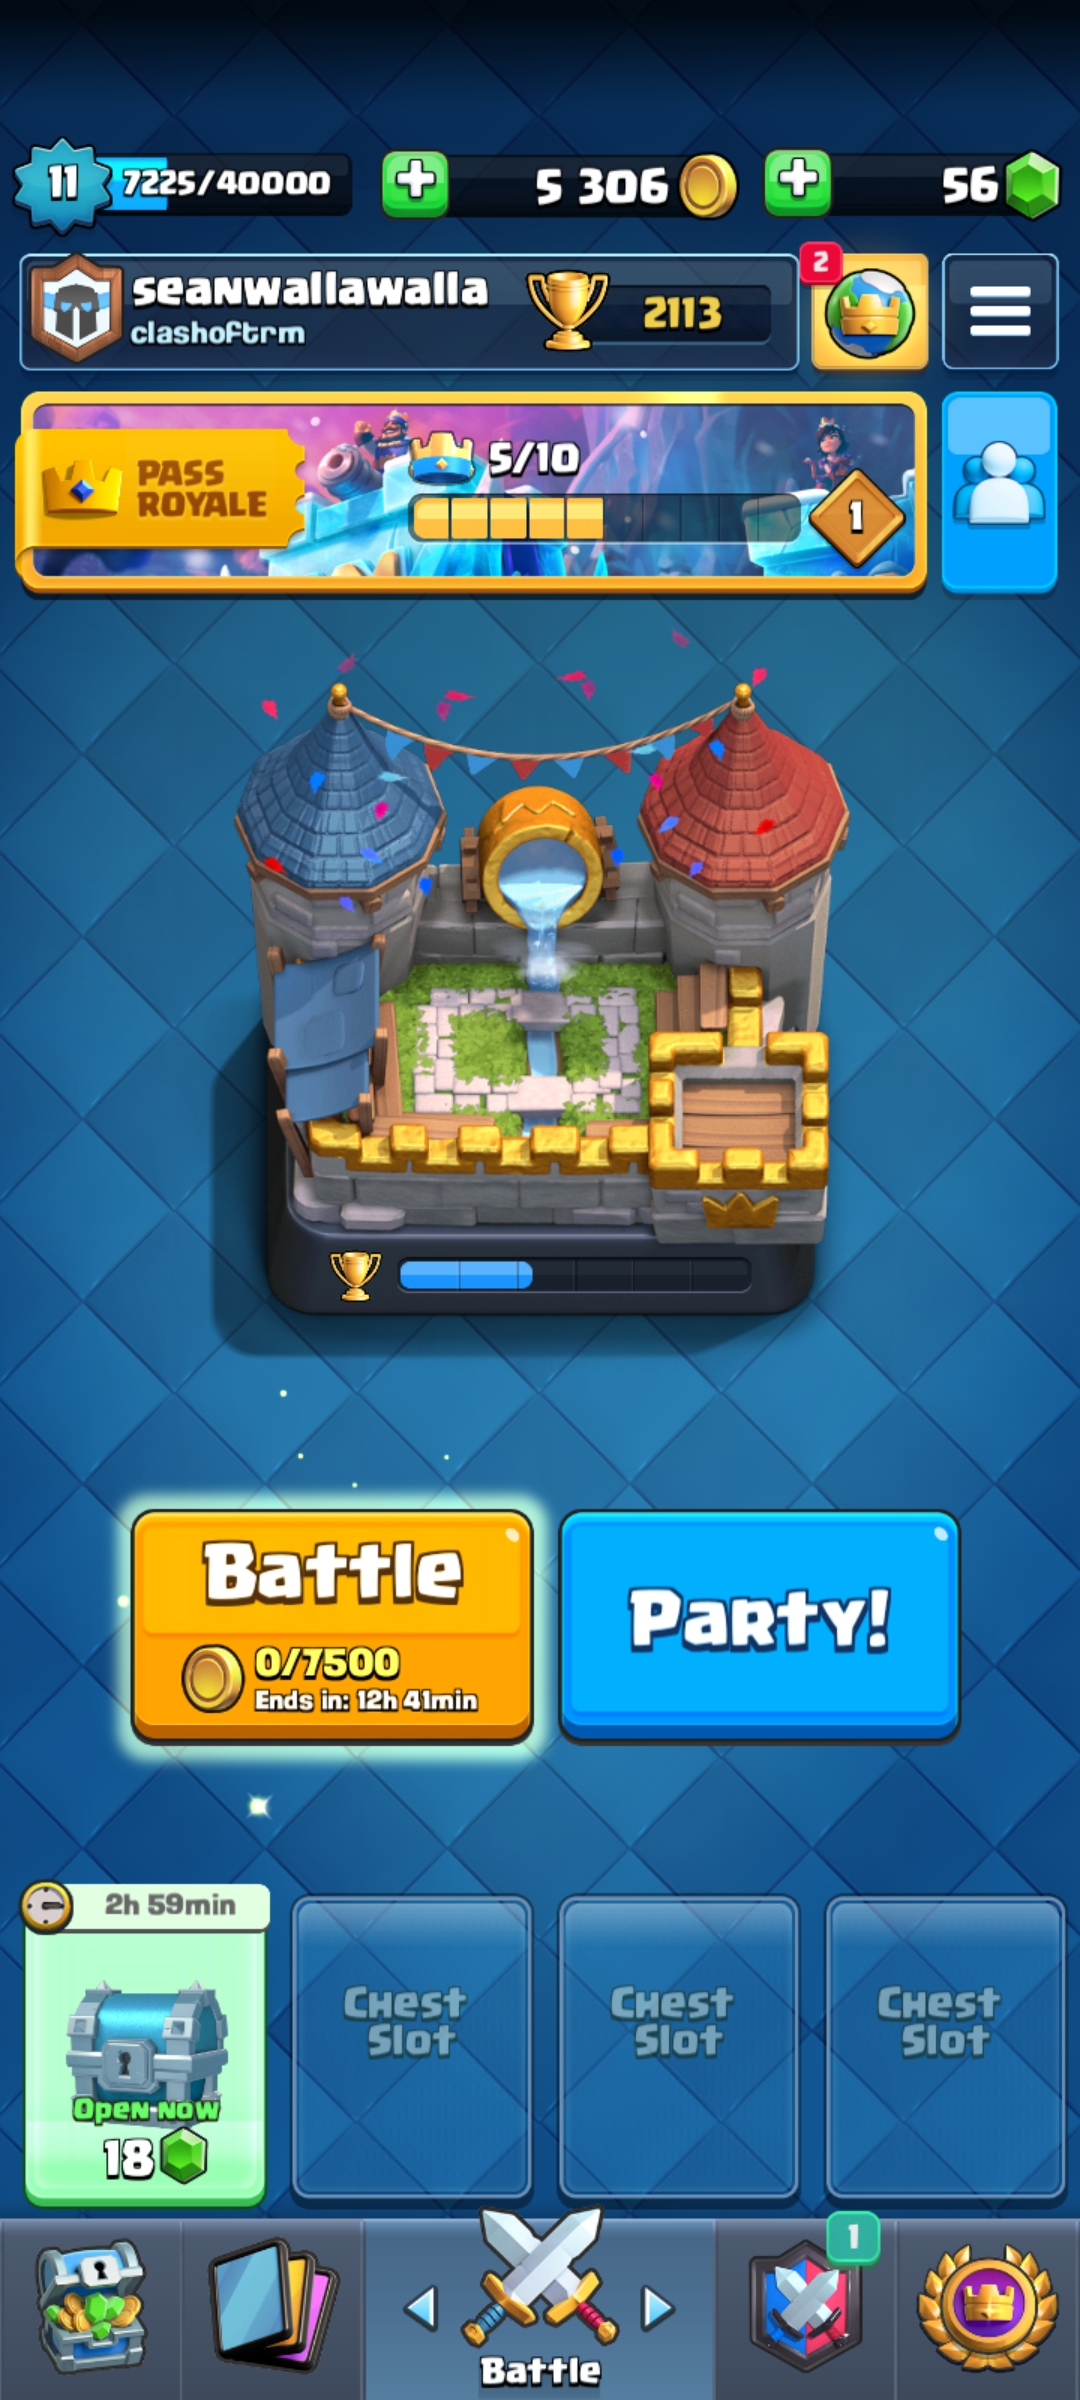 11
7225/40000
5 306
56
seanwallawalla
clashoftrm
2113
2
PASS
ROYALE
5/10
1
Battle
0/7500
Ends in: 12h 41min
Party!
2h 59min
Open now
18
Chest
Slot
Chest
Slot
Chest
Slot
1
Battle